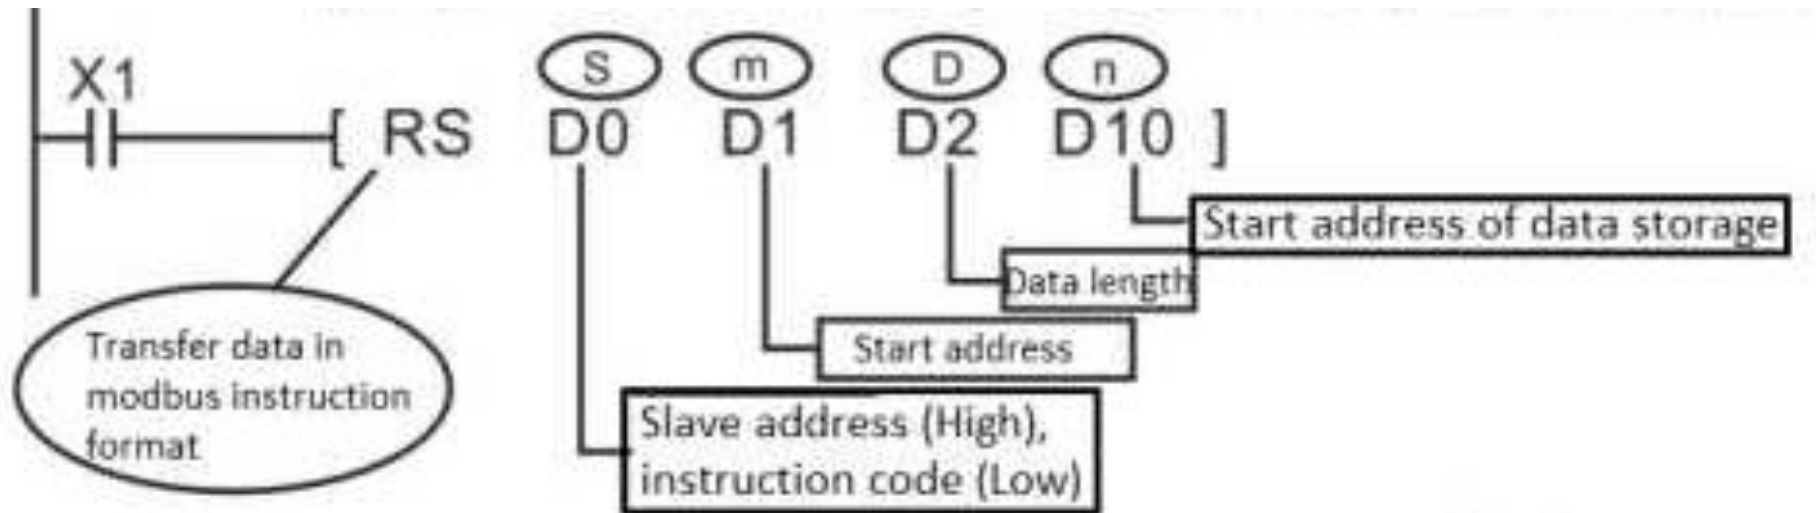 S m D n
X1
[ RS D0 D1 D2 D10 ]
Start address of data storage
Data length
Start address
Transfer data in
modbus instruction
format
Slave address (High),
instruction code (Low)